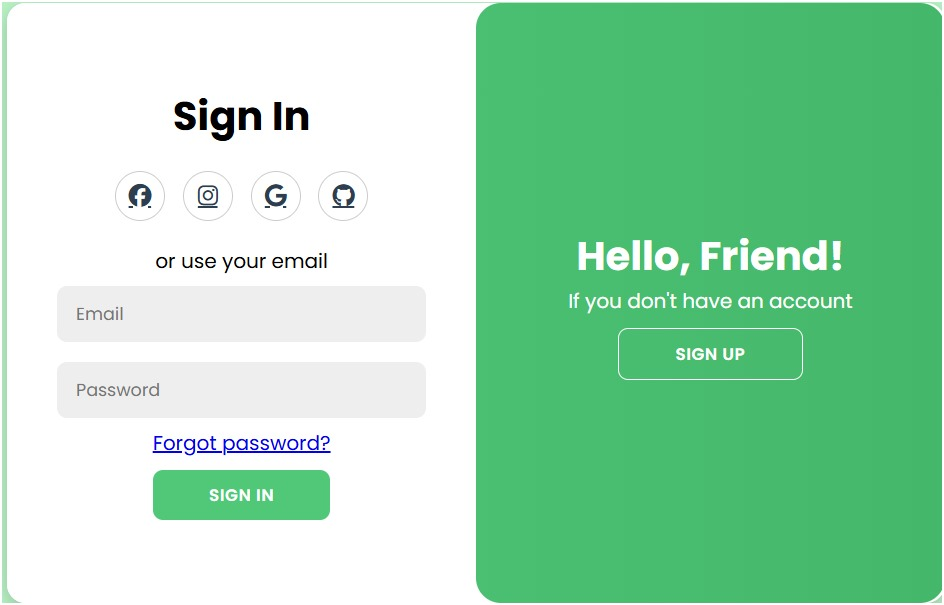 Sign In
or use your email
Email
Password
Forgot password?
SIGN IN
Hello, Friend!
If you don't have an account
SIGN UP